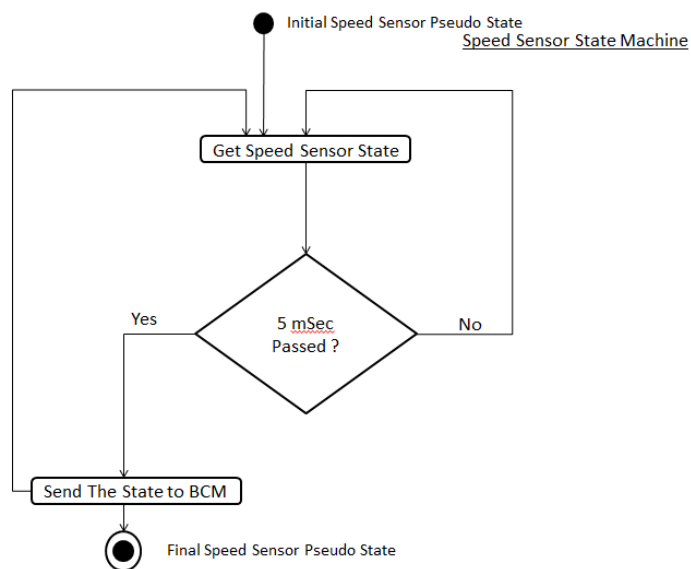 Initial Speed Sensor Pseudo State
Speed Sensor State Machine
Get Speed Sensor State
Yes
5 mSec
Passed ?
No
Send The State to BCM
Final Speed Sensor Pseudo State